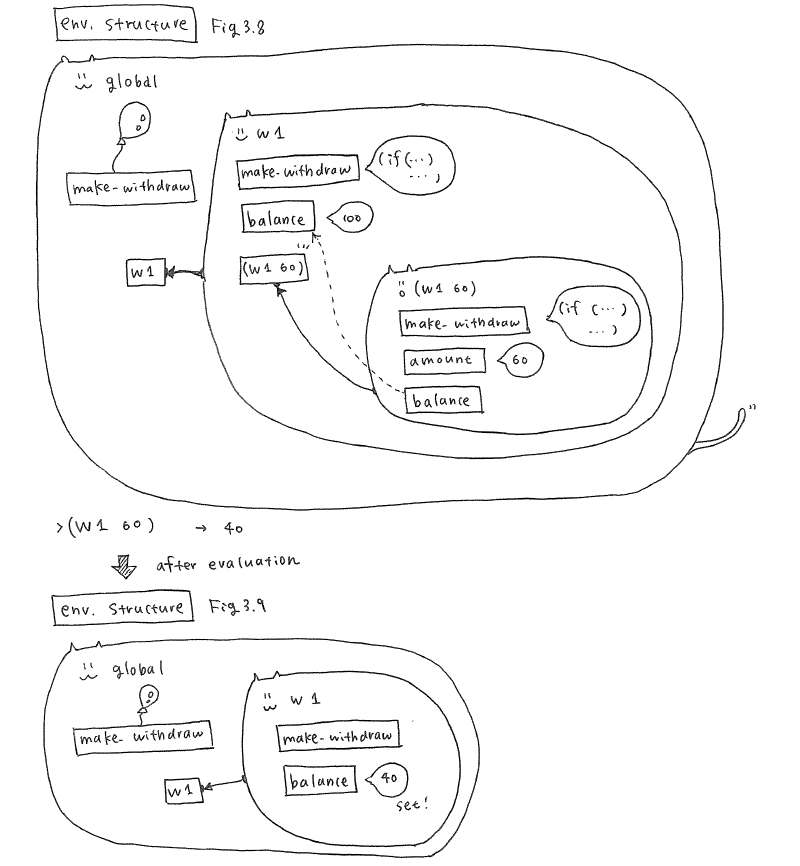 env. structure Fig 3.8
global
w1
make-withdraw (if (...)
...)
make-withdraw
balance 100
w1
(W1 60)
(w1 60)
make-withdraw (if (...)
...)
amount 60
balance
>(W1 60) → 40
after evaluation
env. structure Fig 3.9
global
w1
make-withdraw
make-withdraw
balance 40
w1
set!